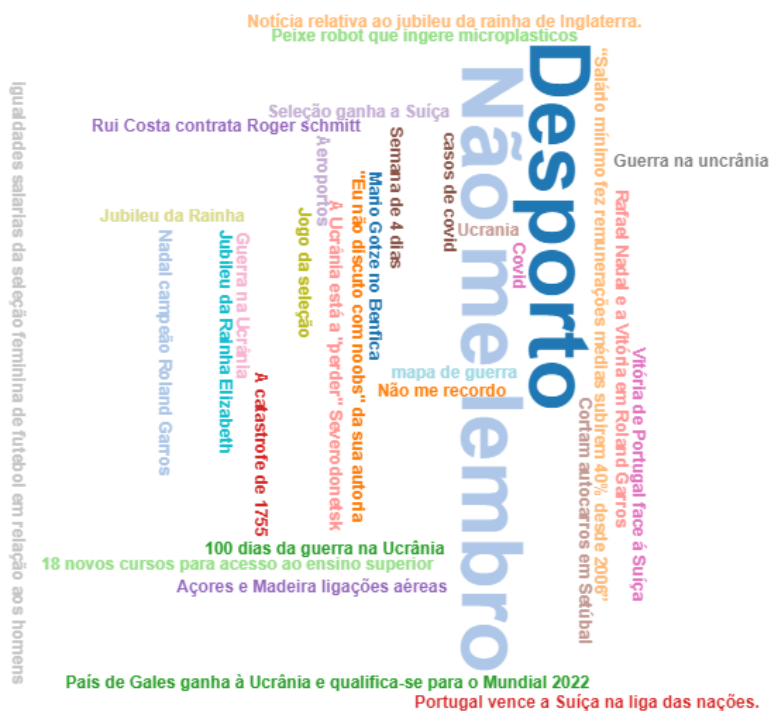 Notícia relativa ao jubileu da rainha de Inglaterra.
Peixe robot que ingere microplasticos
Desporto
Não me lembro
"Salário mínimo fez remunerações médias subirem 40% desde 2006"
Seleção ganha a Suíça
Rui Costa contrata Roger schmitt
Aeroportos
Semana de 4 dias
casos de covid
Guerra na uncrânia
Mario Gotze no Benfica
"Eu não discuto com noobs" da sua autoria
A Ucrânia está a "perder" Severodonetsk
Rafael Nadal e a Vitória em Roland Garros
Jubileu da Rainha
Jogo da seleção
Ucrania
Covid
Nadal campeão Roland Garros
Jubileu da Rainha Elizabeth
Guerra na Ucrânia
Vitória de Portugal face á Suíça
mapa de guerra
Não me recordo
A catastrofe de 1755
Cortam autocarros em Setúbal
igualdades salarias da seleção feminina de futebol em relação aos homens
100 dias da guerra na Ucrânia
18 novos cursos para acesso ao ensino superior
Açores e Madeira ligações aéreas
País de Gales ganha à Ucrânia e qualifica-se para o Mundial 2022
Portugal vence a Suíça na liga das nações.